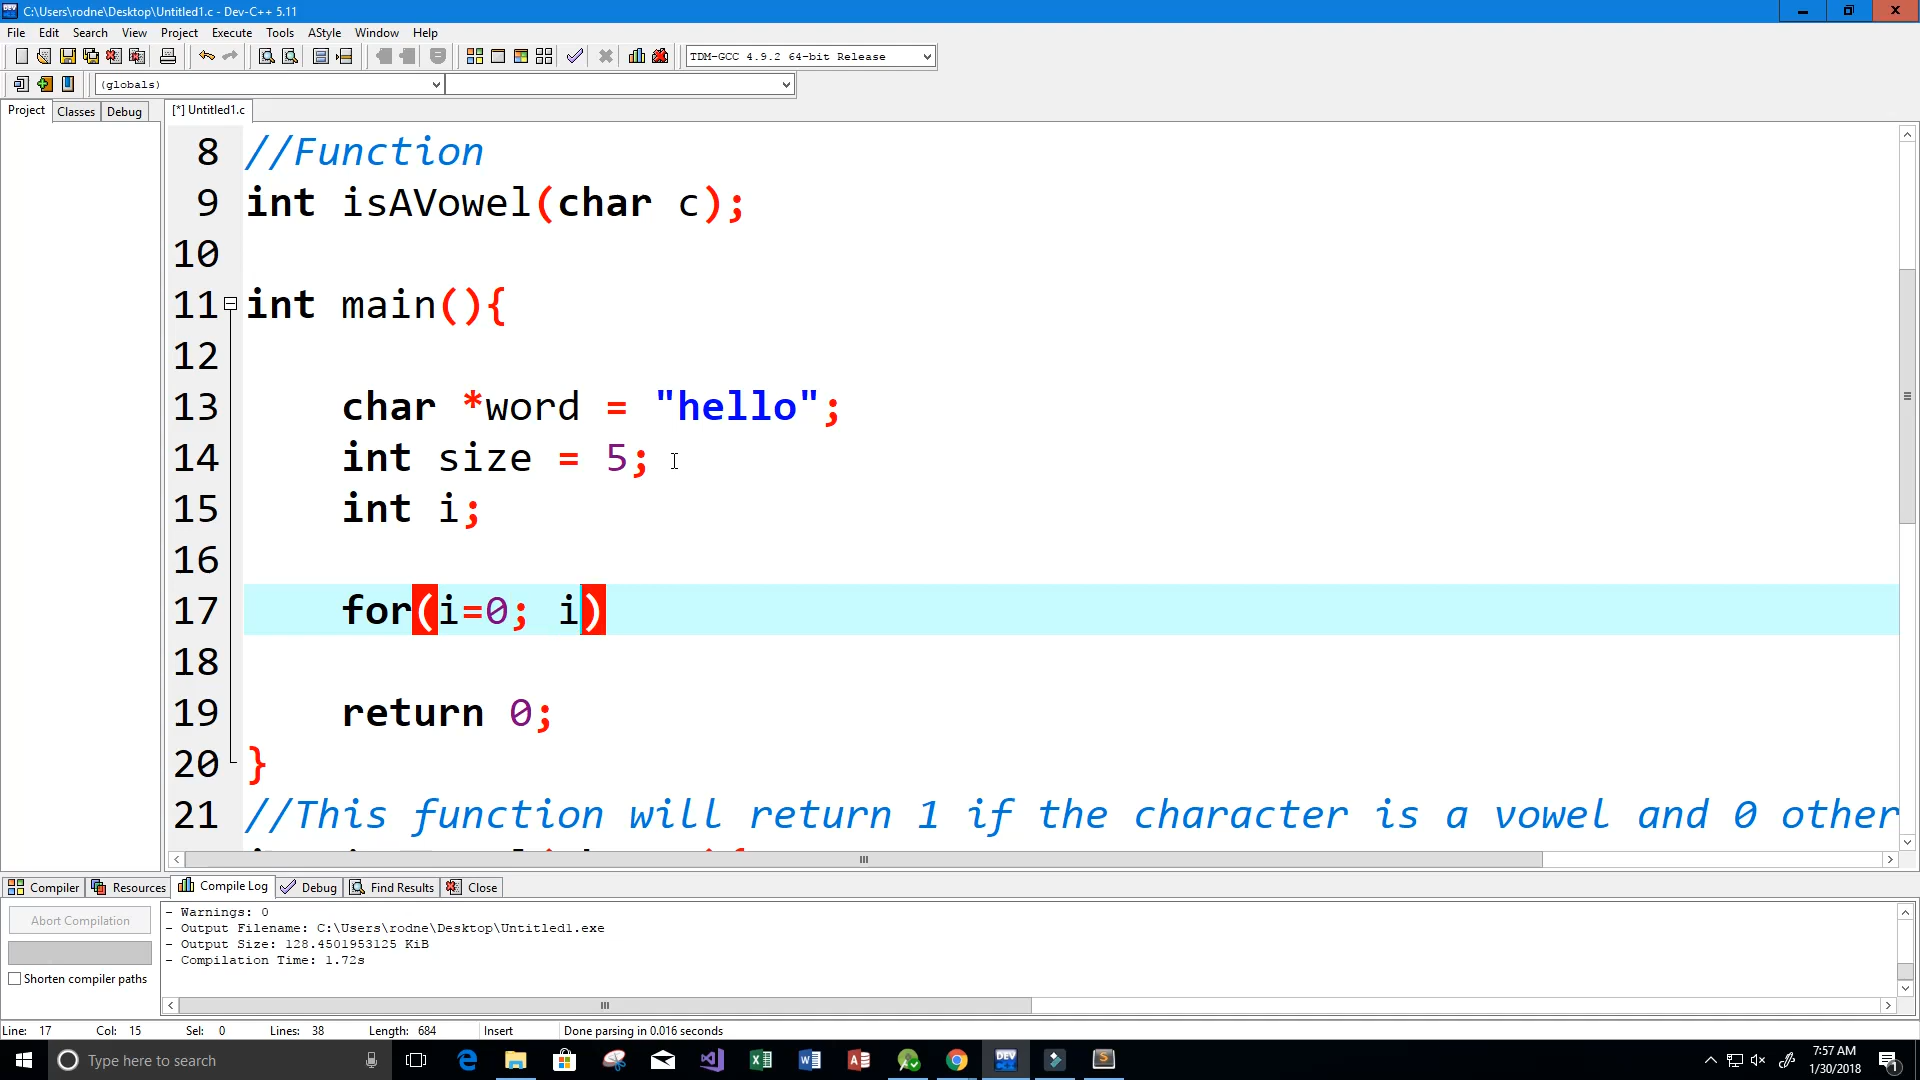 C:\Users\rodne\Desktop\Untitled1.c - Dev-C++ 5.11
File Edit Search View Project Execute Tools AStyle Window Help
TDM-GCC 4.9.2 64-bit Release
(globals)
Project Classes Debug [*] Untitled1.c
8 //Function
9 int isAVowel(char c);
10
11 int main(){
12
13 char *word = "hello";
14 int size = 5;
15 int i;
16
17 for(i=0; i)
18
19 return 0;
20 }
21 //This function will return 1 if the character is a vowel and 0 other
Compiler Resources Compile Log Debug Find Results Close
Abort Compilation
Shorten compiler paths
- Warnings: 0
- Output Filename: C:\Users\rodne\Desktop\Untitled1.exe
- Output Size: 128.4501953125 KiB
- Compilation Time: 1.72s
Line: 17 Col: 15 Sel: 0 Lines: 38 Length: 684 Insert Done parsing in 0.016 seconds
Type here to search
7:57 AM
1/30/2018